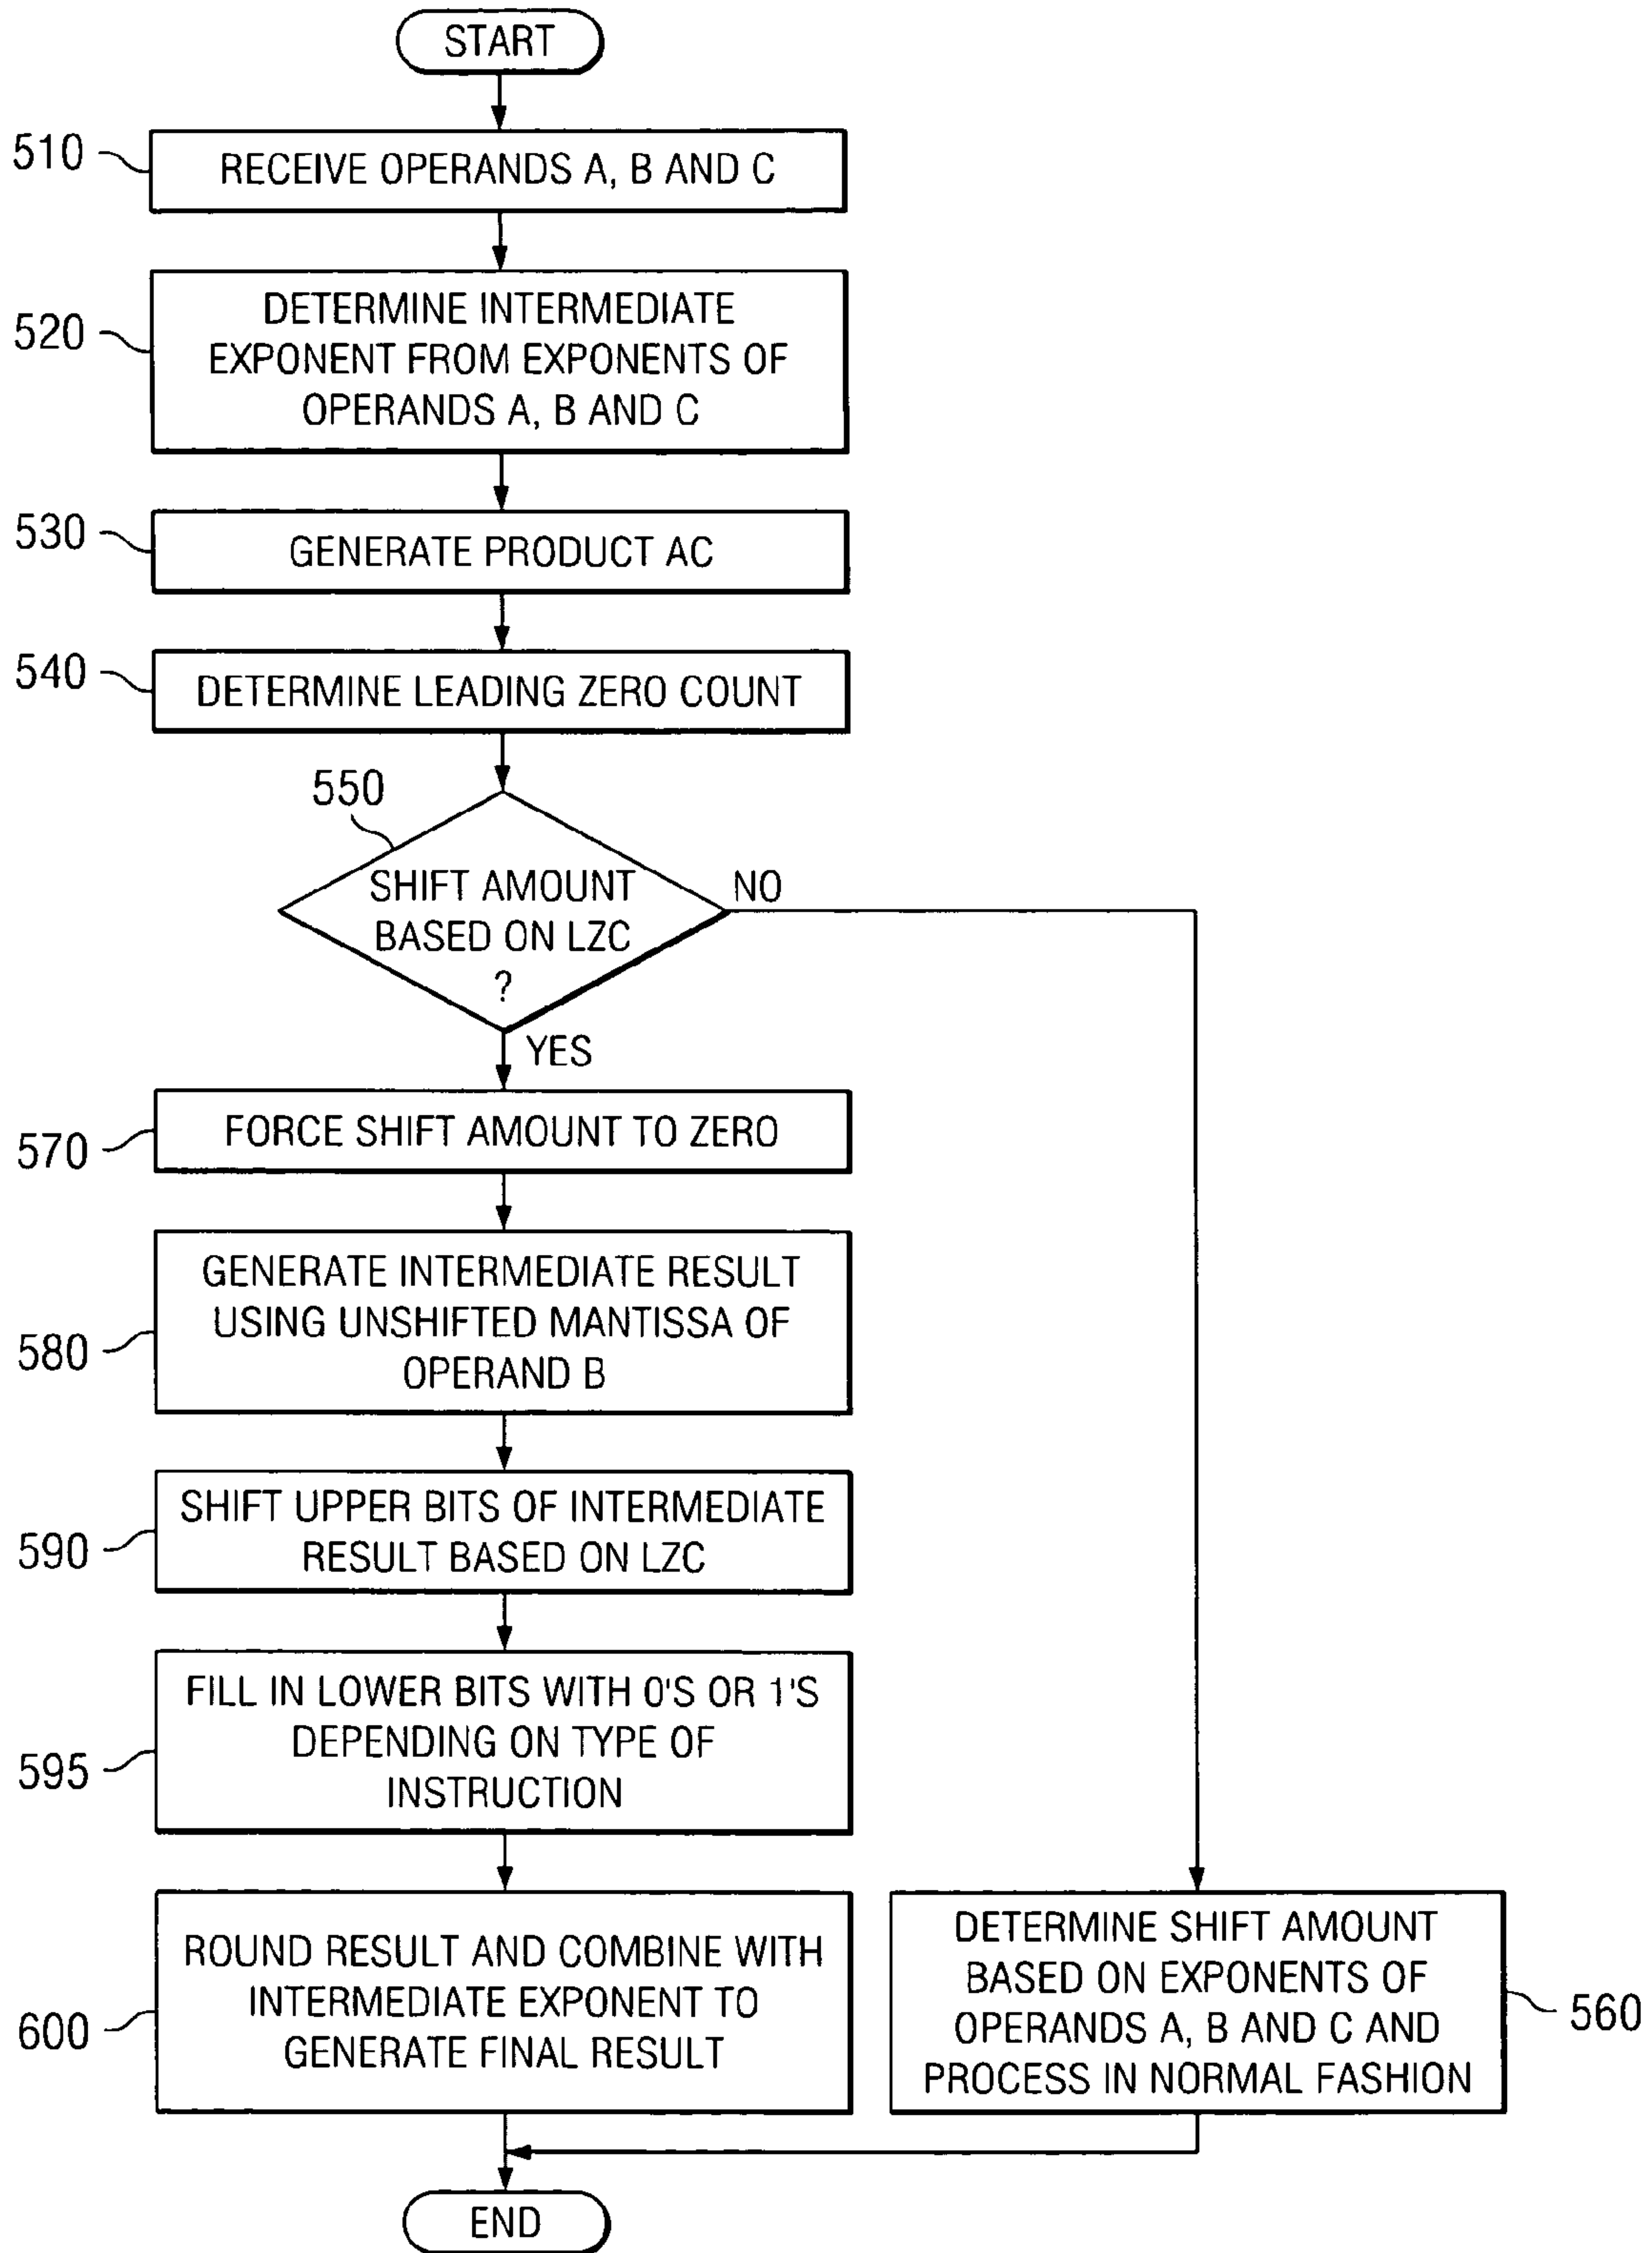 START
510
RECEIVE OPERANDS A, B AND C
520
DETERMINE INTERMEDIATE
EXPONENT FROM EXPONENTS OF
OPERANDS A, B AND C
530
GENERATE PRODUCT AC
540
DETERMINE LEADING ZERO COUNT
550
SHIFT AMOUNT
BASED ON LZC
?
NO
YES
570
FORCE SHIFT AMOUNT TO ZERO
580
GENERATE INTERMEDIATE RESULT
USING UNSHIFTED MANTISSA OF
OPERAND B
590
SHIFT UPPER BITS OF INTERMEDIATE
RESULT BASED ON LZC
595
FILL IN LOWER BITS WITH 0'S OR 1'S
DEPENDING ON TYPE OF
INSTRUCTION
600
ROUND RESULT AND COMBINE WITH
INTERMEDIATE EXPONENT TO
GENERATE FINAL RESULT
DETERMINE SHIFT AMOUNT
BASED ON EXPONENTS OF
OPERANDS A, B AND C AND
PROCESS IN NORMAL FASHION
560
END